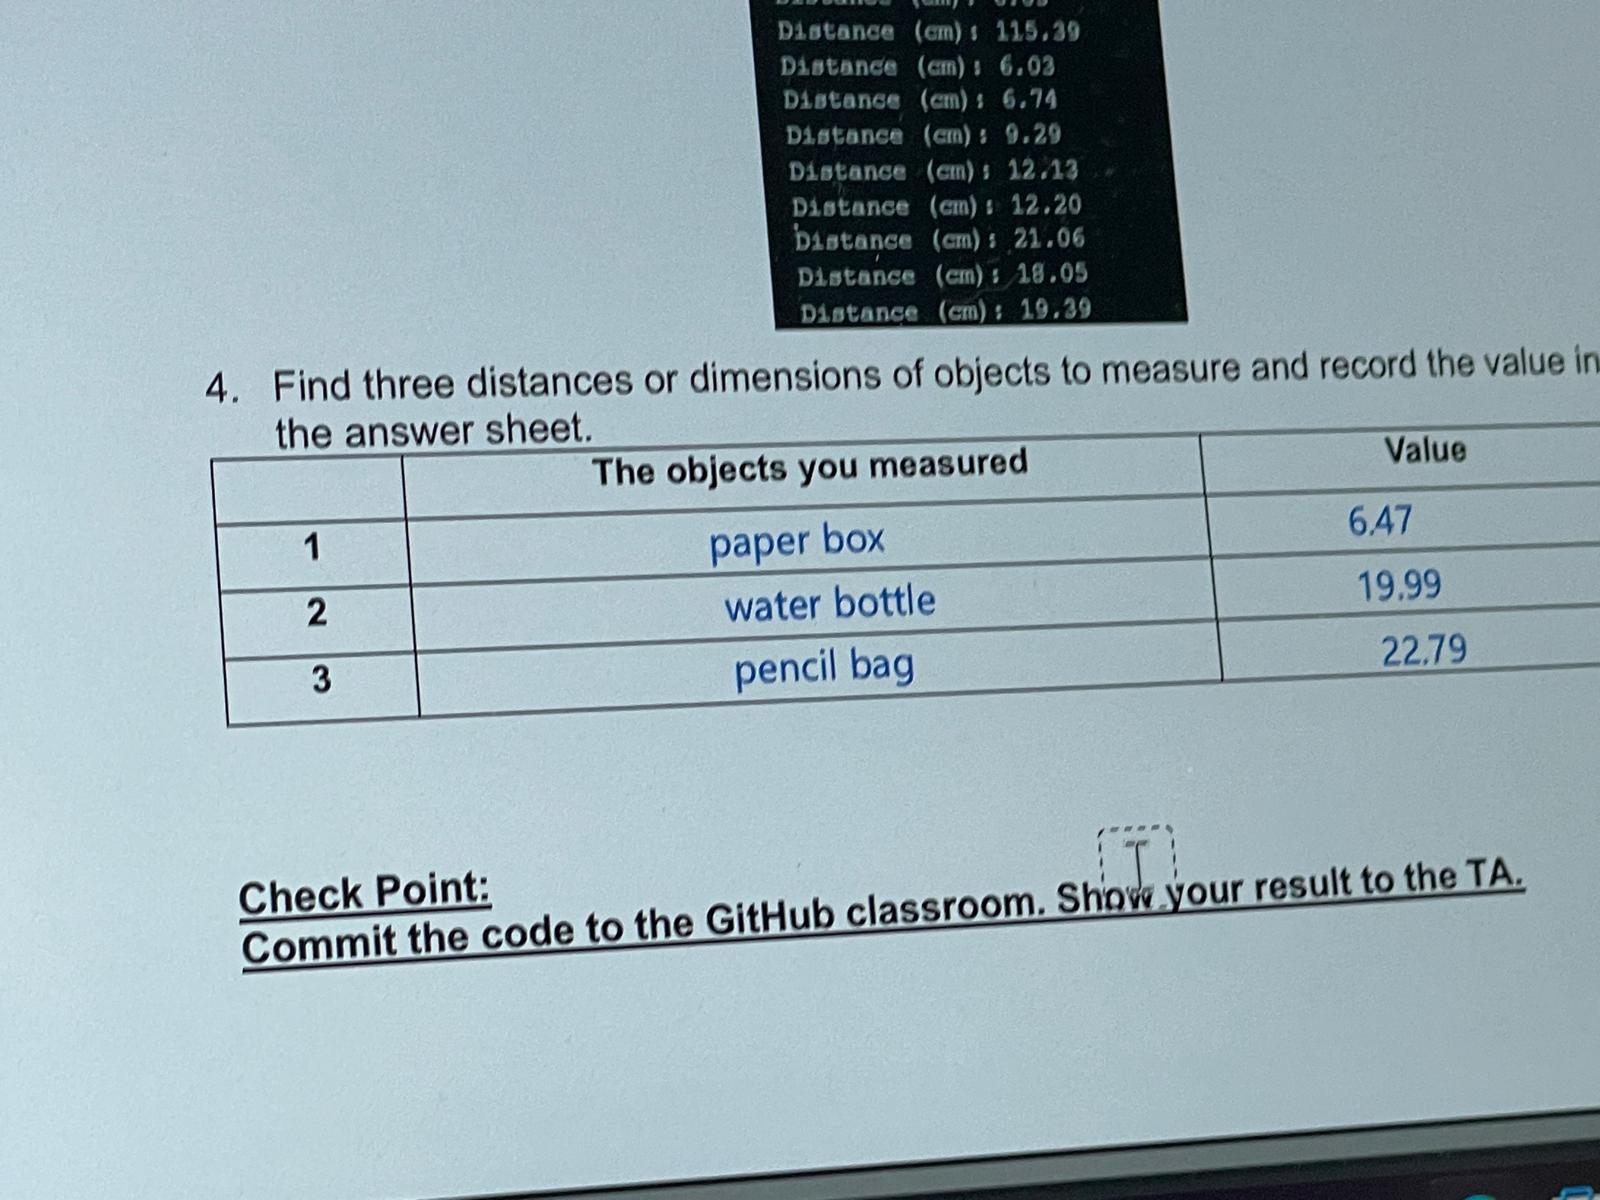 Distance (cm): 115.39
Distance (cm): 6.03
Distance (cm): 6.74
Distance (cm): 9.29
Distance (cm): 12.13
Distance (cm): 12.20
Distance (cm): 21.06
Distance (cm): 18.05
Distance (cm): 19.39
4. Find three distances or dimensions of objects to measure and record the value in
the answer sheet.
The objects you measured Value
1 paper box 6.47
2 water bottle 19.99
3 pencil bag 22.79
Check Point:
Commit the code to the GitHub classroom. Show your result to the TA.